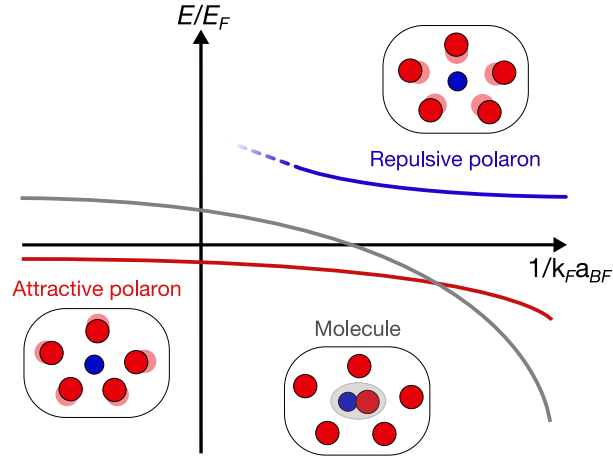 E/E_F
Repulsive polaron
1/k_Fa_BF
Attractive polaron
Molecule